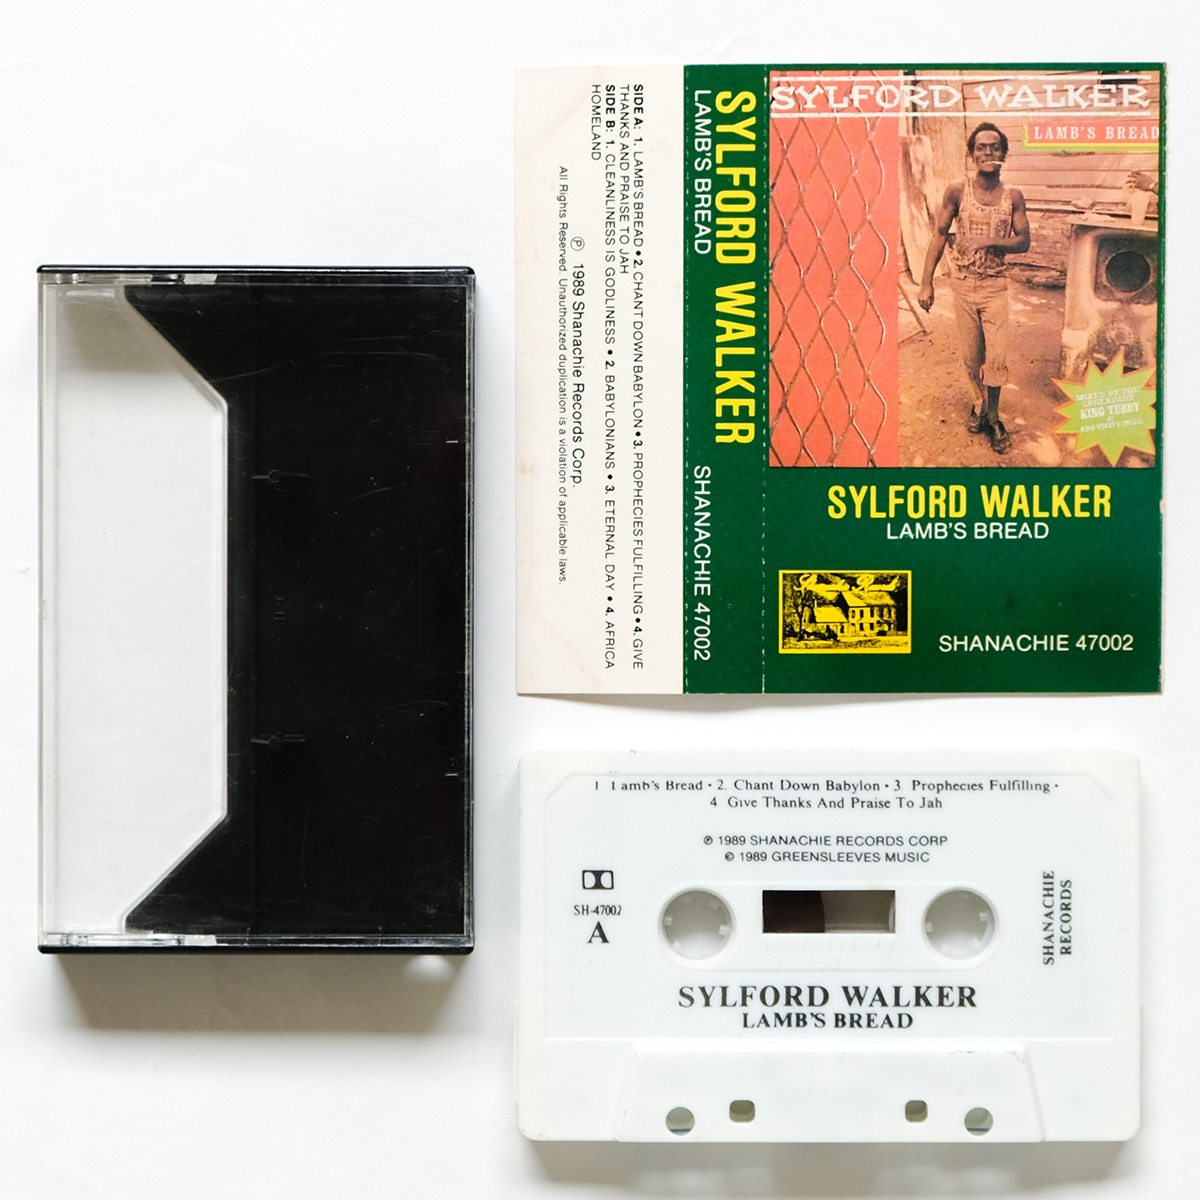 SIDE A: 1. LAMB'S BREAD • 2. CHANT DOWN BABYLON • 3. PROPHECIES FULFILLING • 4. GIVE
THANKS AND PRAISE TO JAH
SIDE B: 1. CLEANLINESS IS GODLINESS • 2. BABYLONIANS • 3. ETERNAL DAY • 4. AFRICA
HOMELAND
℗ 1989 Shanachie Records Corp.
All Rights Reserved. Unauthorized duplication is a violation of applicable laws.
SYLFORD WALKER
LAMB'S BREAD
SHANACHIE 47002
SYLFORD WALKER
LAMB'S BREAD
MIXED BY THE
LEGENDARY
KING TUBBY
AT
KING TUBBY'S STUDIO
SYLFORD WALKER
LAMB'S BREAD
SHANACHIE 47002
1 Lamb's Bread • 2. Chant Down Babylon • 3 Prophecies Fulfilling •
4 Give Thanks And Praise To Jah
℗ 1989 SHANACHIE RECORDS CORP
© 1989 GREENSLEEVES MUSIC
SH-47002
A
SHANACHIE
RECORDS
SYLFORD WALKER
LAMB'S BREAD